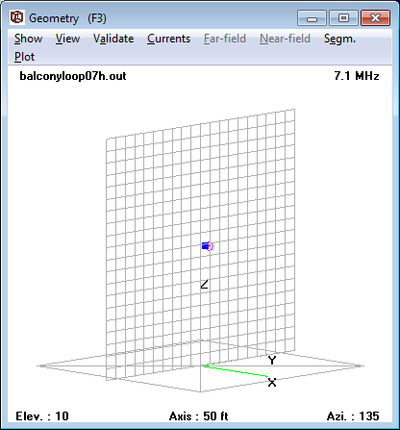 Geometry (F3)
Show View Validate Currents Far-field Near-field Segm.
Plot
balconyloop07h.out 7.1 MHz
Z
Y
X
Elev. : 10 Axis : 50 ft Azi. : 135